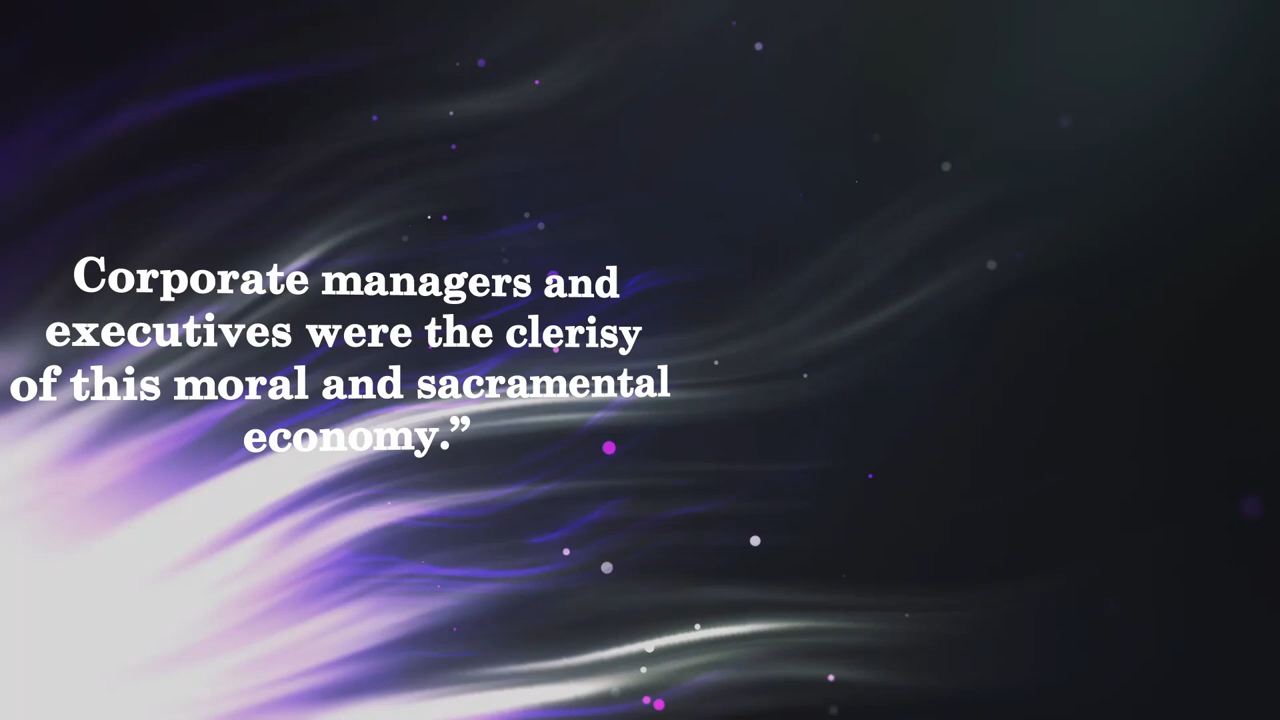 Corporate managers and
executives were the clerisy
of this moral and sacramental
economy.”